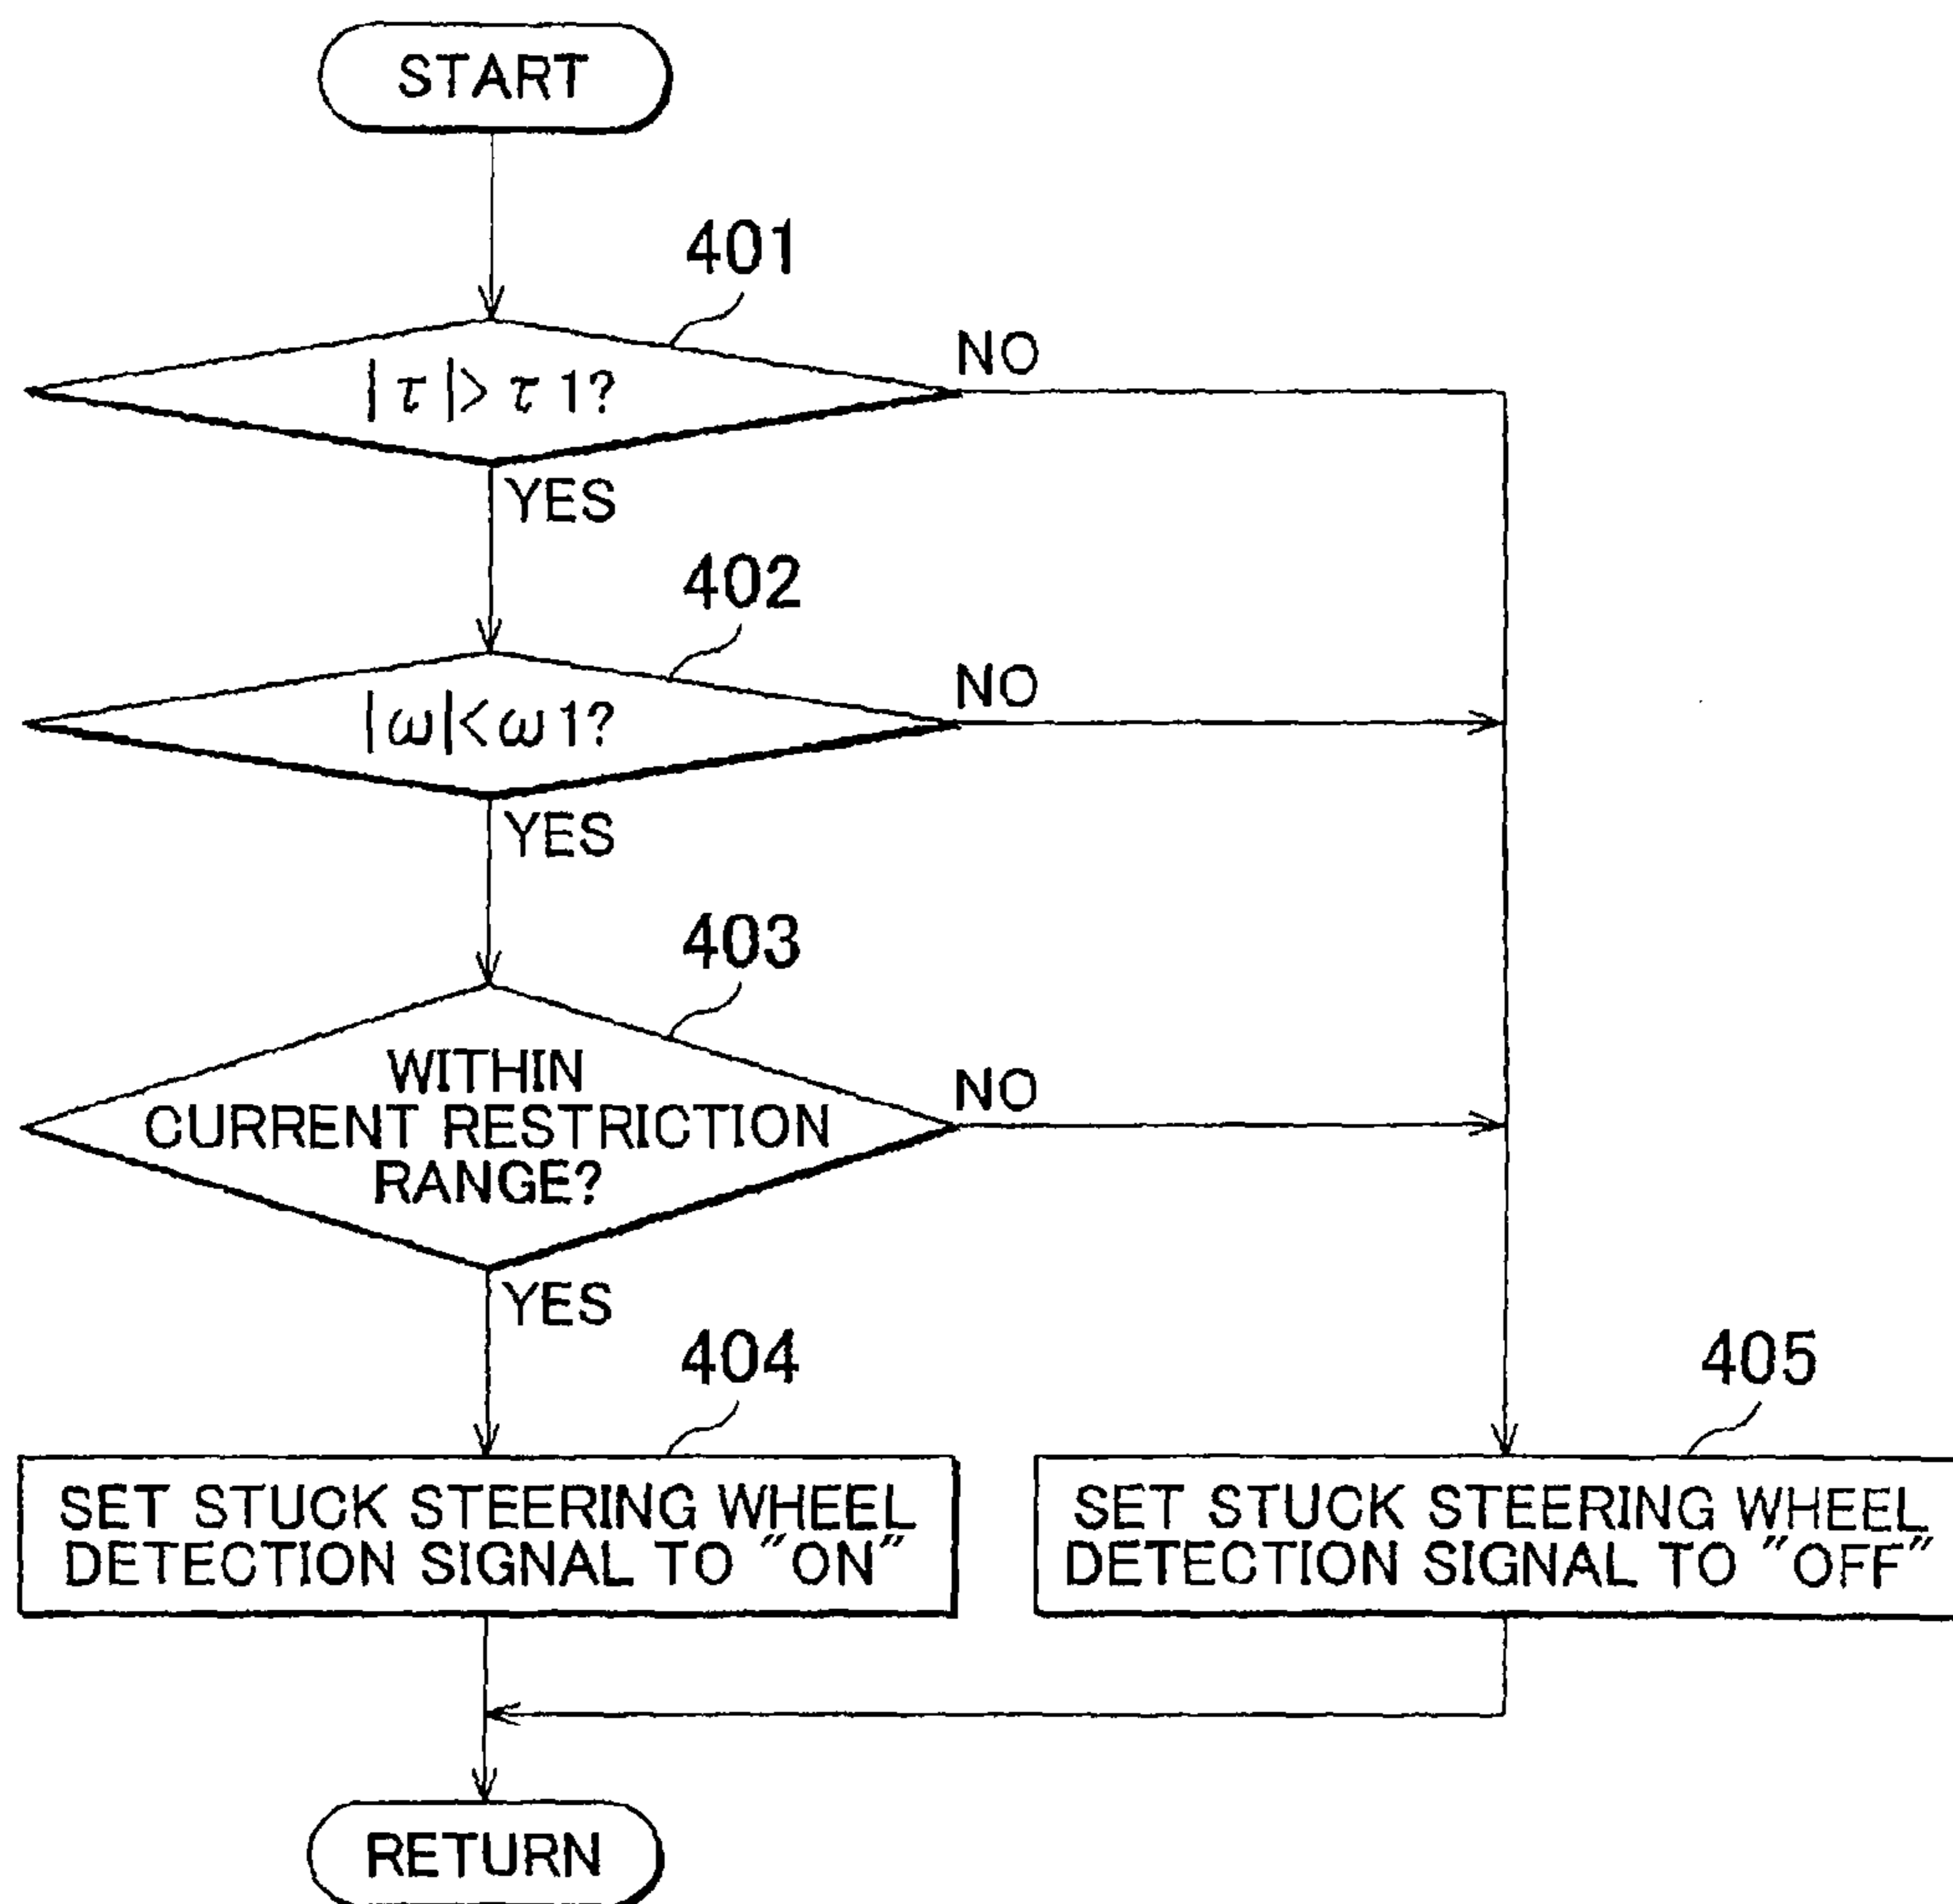 START
401
|τ|>τ1?
NO
YES
402
|ω|<ω1?
NO
YES
403
WITHIN
CURRENT RESTRICTION
RANGE?
NO
YES
404
SET STUCK STEERING WHEEL
DETECTION SIGNAL TO "ON"
405
SET STUCK STEERING WHEEL
DETECTION SIGNAL TO "OFF"
RETURN